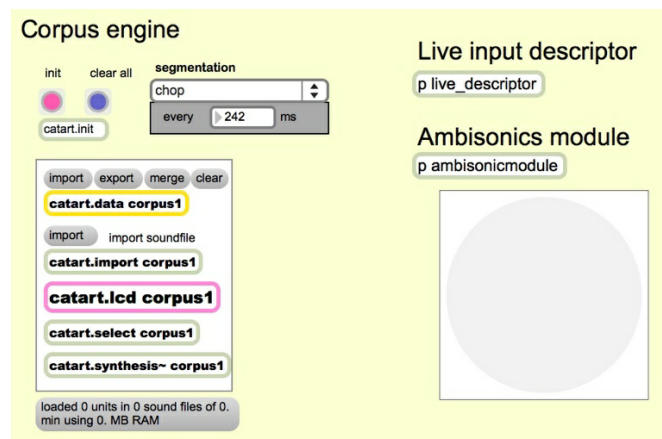 Corpus engine
init
clear all
segmentation
chop
every
242
ms
catart.init
import
export
merge
clear
catart.data corpus1
import
import soundfile
catart.import corpus1
catart.lcd corpus1
catart.select corpus1
catart.synthesis~ corpus1
loaded 0 units in 0 sound files of 0.
min using 0. MB RAM
Live input descriptor
p live_descriptor
Ambisonics module
p ambisonicmodule